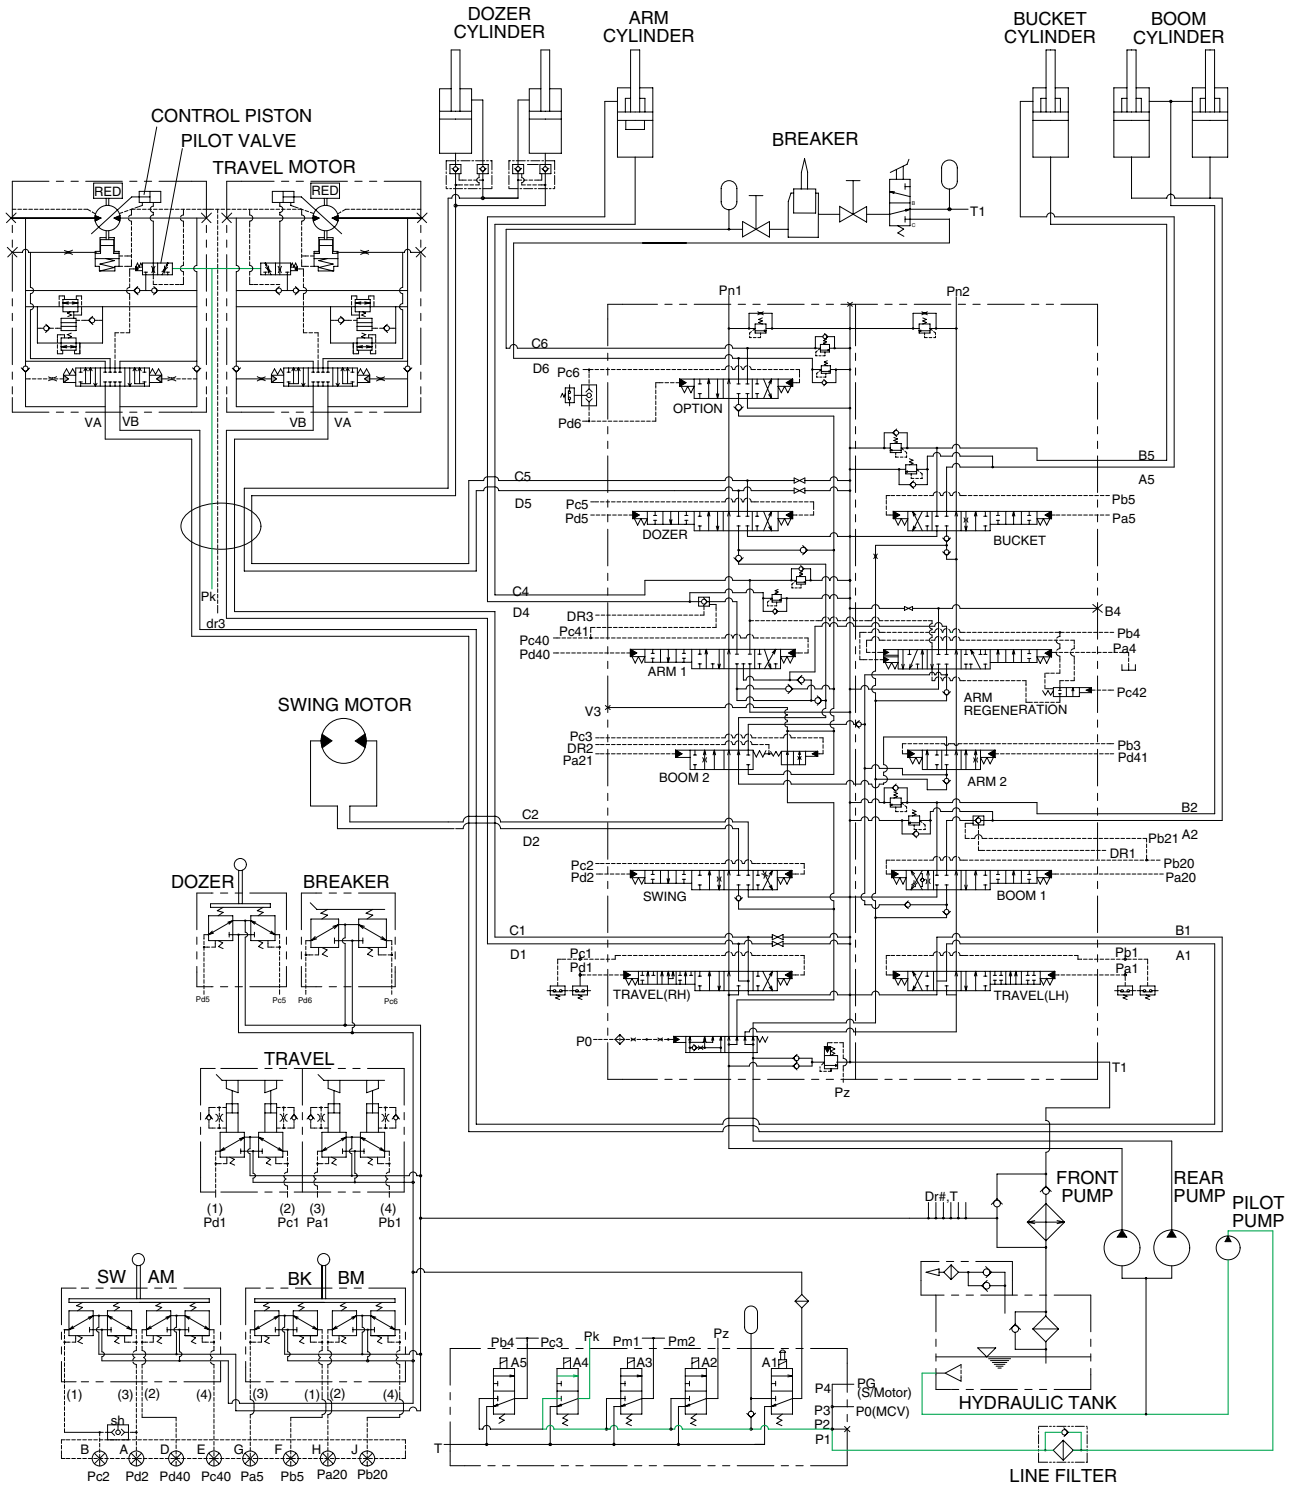 DOZER CYLINDER
ARM CYLINDER
BUCKET CYLINDER
BOOM CYLINDER
CONTROL PISTON
PILOT VALVE
TRAVEL MOTOR
BREAKER
RED
RED
B
C
T1
Pn1
Pn2
C6
D6
Pc6
Pd6
OPTION
VA
VB
VB
VA
C5
D5
Pc5
Pd5
DOZER
B5
A5
Pb5
Pa5
BUCKET
Pk
dr3
C4
D4
DR3
Pc41
Pc40
Pd40
ARM 1
B4
Pb4
Pa4
Pc42
ARM REGENERATION
SWING MOTOR
V3
Pc3
DR2
Pa21
BOOM 2
Pb3
Pd41
ARM 2
C2
D2
B2
A2
Pb21
DR1
Pc2
Pd2
SWING
Pb20
Pa20
BOOM 1
DOZER
BREAKER
Pd5
Pc5
Pd6
Pc6
C1
D1
Pc1
Pd1
TRAVEL(RH)
B1
A1
Pb1
Pa1
TRAVEL(LH)
P0
Pz
T1
TRAVEL
(1)
(2)
(3)
(4)
Pd1
Pc1
Pa1
Pb1
Dr#,T
FRONT PUMP
REAR PUMP
PILOT PUMP
SW
AM
BK
BM
(1)
(3)
(2)
(4)
(3)
(1)
(2)
(4)
sh
B
A
D
E
G
F
H
J
Pc2
Pd2
Pd40
Pc40
Pa5
Pb5
Pa20
Pb20
Pb4
Pc3
Pk
Pm1
Pm2
Pz
A5
A4
A3
A2
A1
P4
PG (S/Motor)
P3
P0(MCV)
P2
P1
T
HYDRAULIC TANK
LINE FILTER